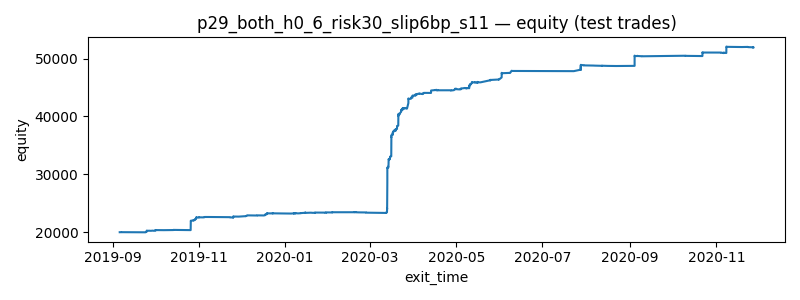 p29_both_h0_6_risk30_slip6bp_s11 — equity (test trades)
50000
40000
30000
20000
equity
2019-09 2019-11 2020-01 2020-03 2020-05 2020-07 2020-09 2020-11
exit_time